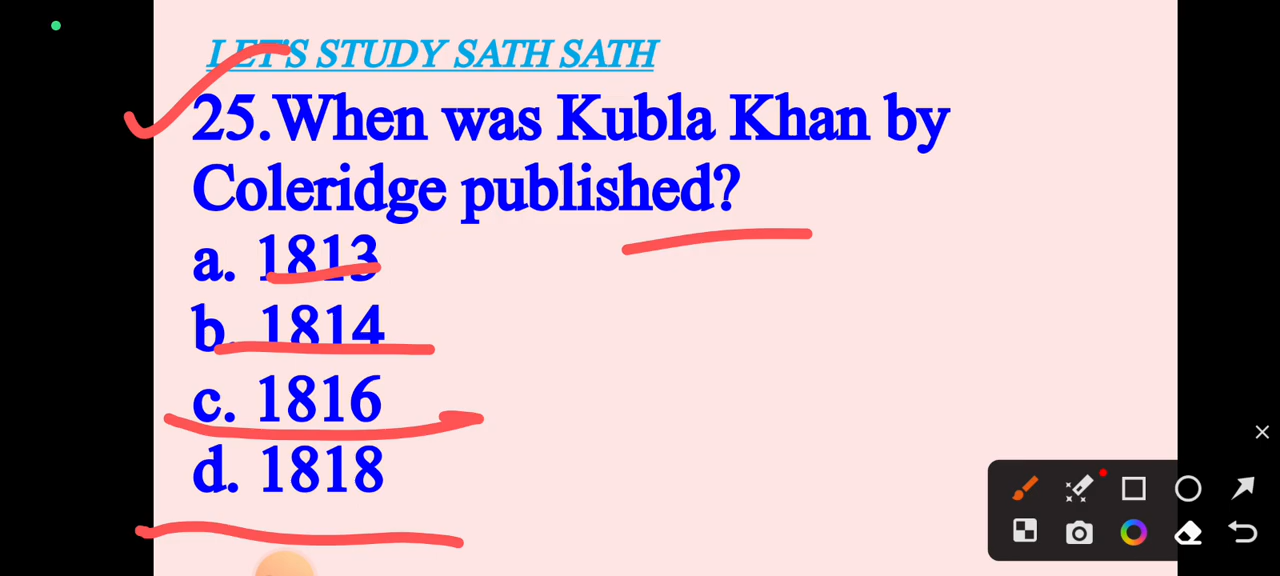 LET'S STUDY SATH SATH
25.When was Kubla Khan by
Coleridge published?
a. 1813
b. 1814
c. 1816
d. 1818